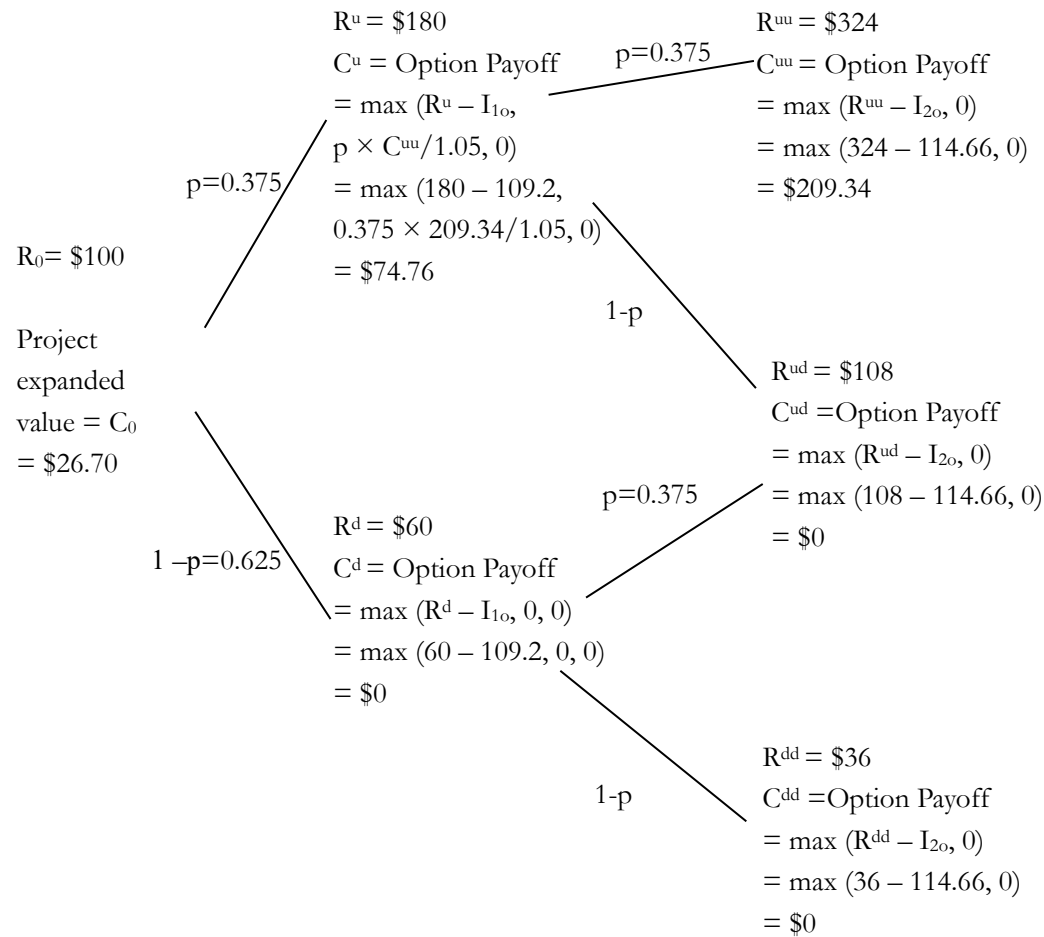 Rᵘ = $180
Cᵘ = Option Payoff
= max (Rᵘ – I₁ₒ,
p × Cᵘᵘ/1.05, 0)
= max (180 – 109.2,
0.375 × 209.34/1.05, 0)
= $74.76
p=0.375
Rᵘᵘ = $324
Cᵘᵘ = Option Payoff
= max (Rᵘᵘ – I₂ₒ, 0)
= max (324 – 114.66, 0)
= $209.34
p=0.375
R₀= $100
Project
expanded
value = C₀
= $26.70
1-p
Rᵘᵈ = $108
Cᵘᵈ =Option Payoff
= max (Rᵘᵈ – I₂ₒ, 0)
= max (108 – 114.66, 0)
= $0
p=0.375
1 –p=0.625
Rᵈ = $60
Cᵈ = Option Payoff
= max (Rᵈ – I₁ₒ, 0, 0)
= max (60 – 109.2, 0, 0)
= $0
1-p
Rᵈᵈ = $36
Cᵈᵈ =Option Payoff
= max (Rᵈᵈ – I₂ₒ, 0)
= max (36 – 114.66, 0)
= $0